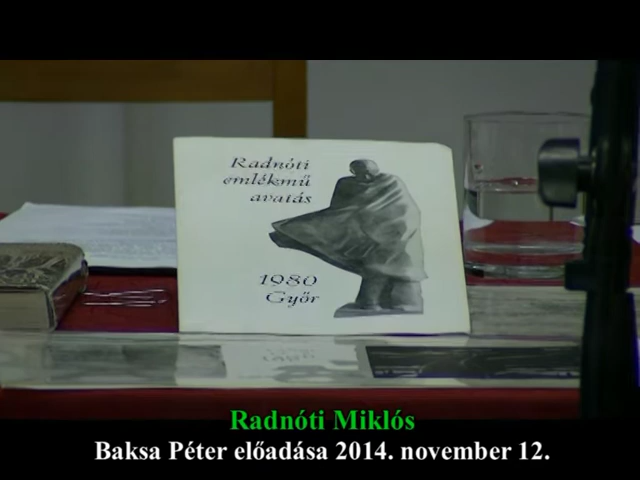 Radnóti
emlékmű
avatás
1980
Győr
Radnóti Miklós
Baksa Péter előadása 2014. november 12.